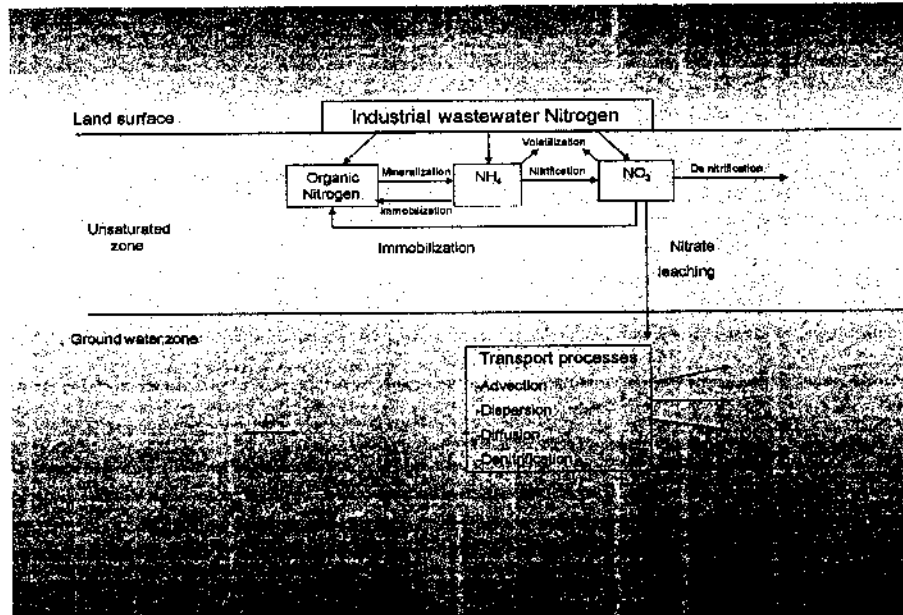 Industrial wastewater Nitrogen
Land surface
Volatilization
Organic
Nitrogen
Mineralization
NH4
Nitrification
NO3
De nitrification
Immobilization
Immobilization
Unsaturated
zone
Nitrate
leaching
Ground water zone
Transport processes
-Advection
-Dispersion
-Diffusion
-Denitrification